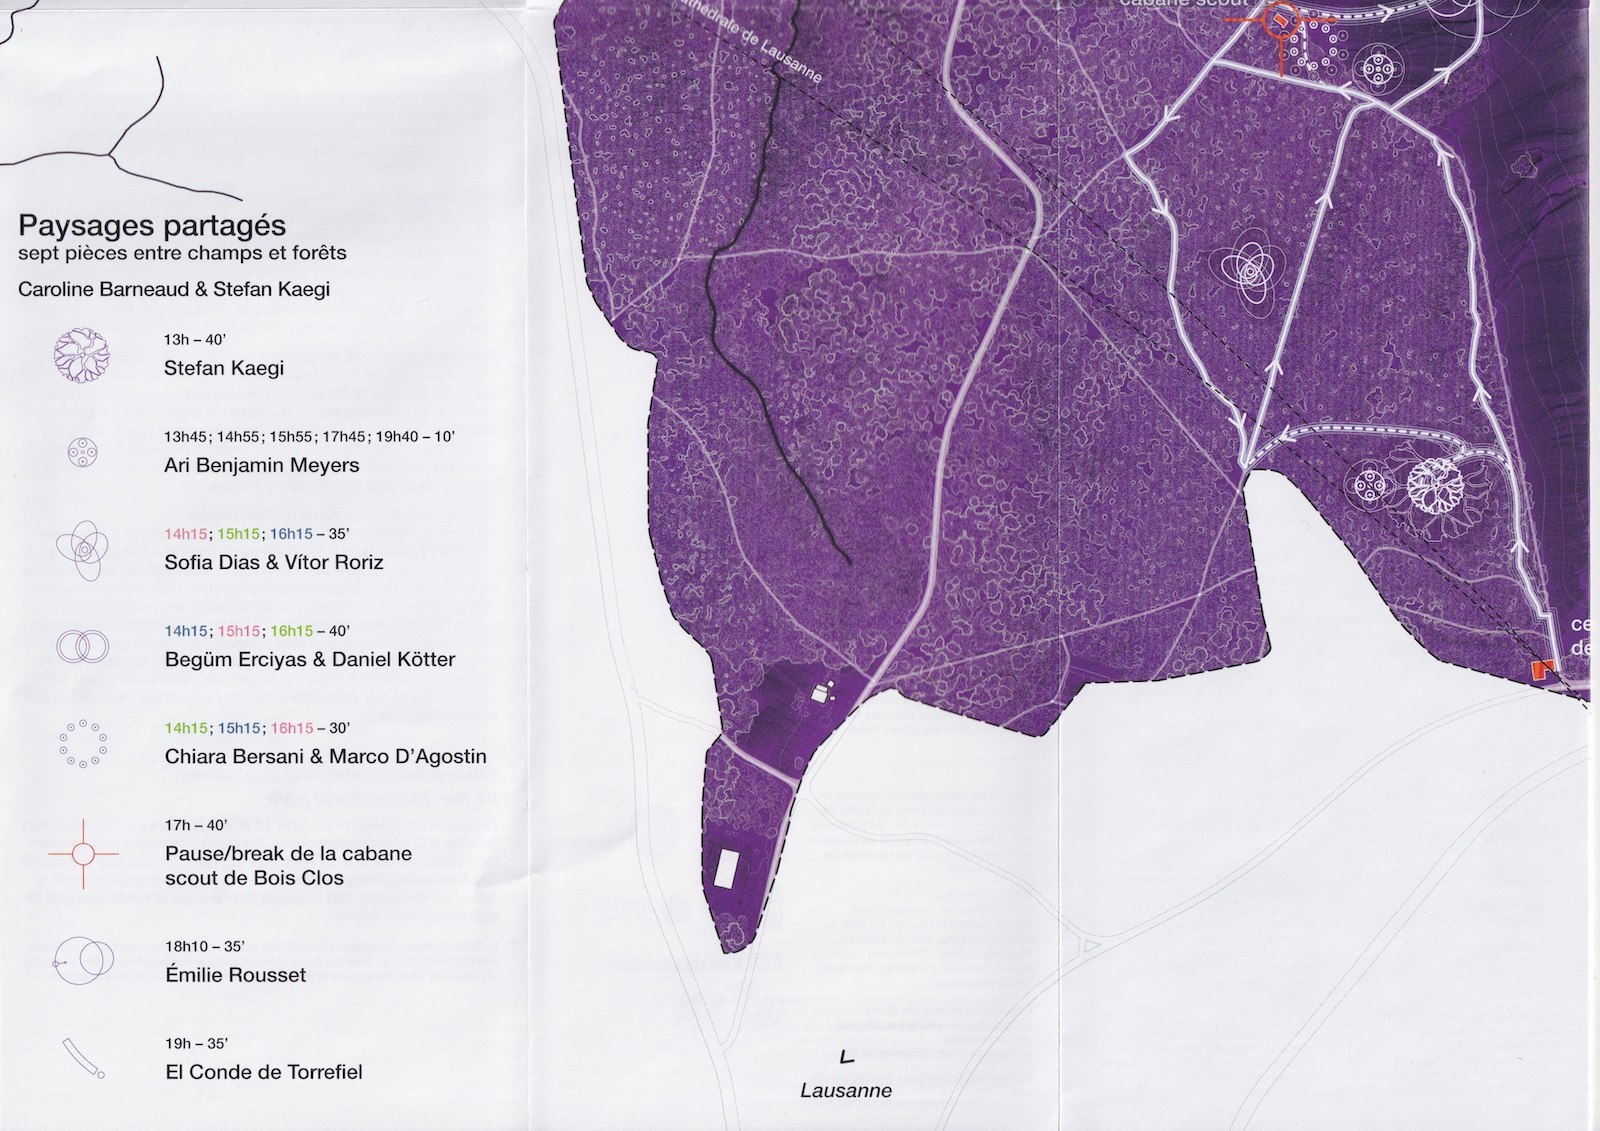 Paysages partagés
sept pièces entre champs et forêts
Caroline Barneaud & Stefan Kaegi
13h – 40’
Stefan Kaegi
13h45 ; 14h55 ; 15h55 ; 17h45 ; 19h40 – 10’
Ari Benjamin Meyers
14h15 ; 15h15 ; 16h15 – 35’
Sofia Dias & Vítor Roriz
14h15 ; 15h15 ; 16h15 – 40’
Begüm Erciyas & Daniel Kötter
14h15 ; 15h15 ; 16h15 – 30’
Chiara Bersani & Marco D’Agostin
17h – 40’
Pause/break de la cabane
scout de Bois Clos
18h10 – 35’
Émilie Rousset
19h – 35’
El Conde de Torrefiel
cabane scout
de Lausanne
ce
de
Lausanne